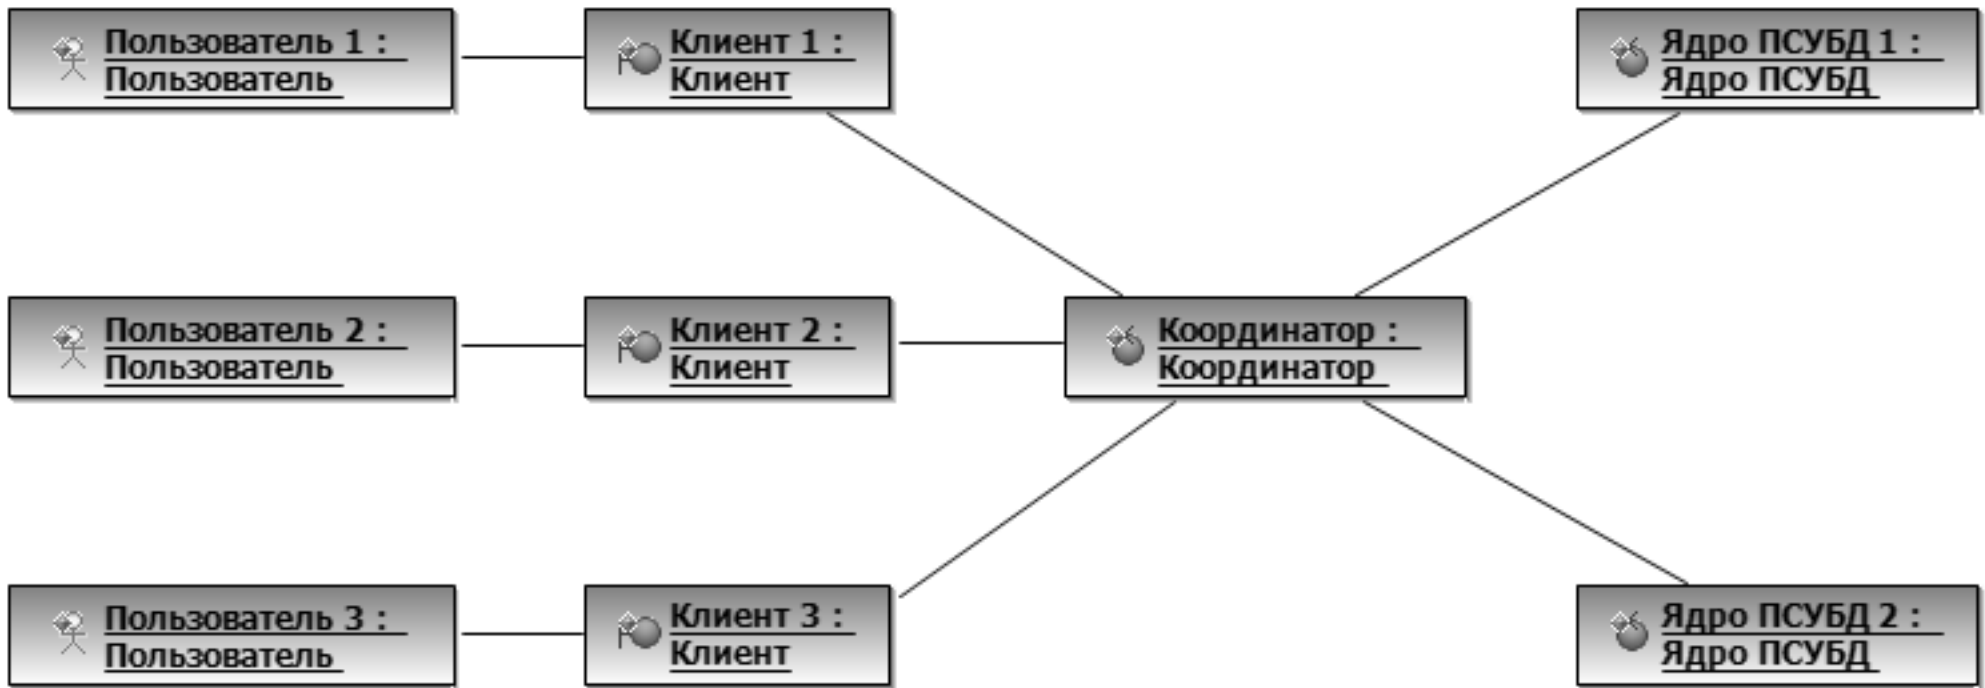 Пользователь 1 :
Пользователь
Клиент 1 :
Клиент
Ядро ПСУБД 1 :
Ядро ПСУБД
Пользователь 2 :
Пользователь
Клиент 2 :
Клиент
Координатор :
Координатор
Пользователь 3 :
Пользователь
Клиент 3 :
Клиент
Ядро ПСУБД 2 :
Ядро ПСУБД